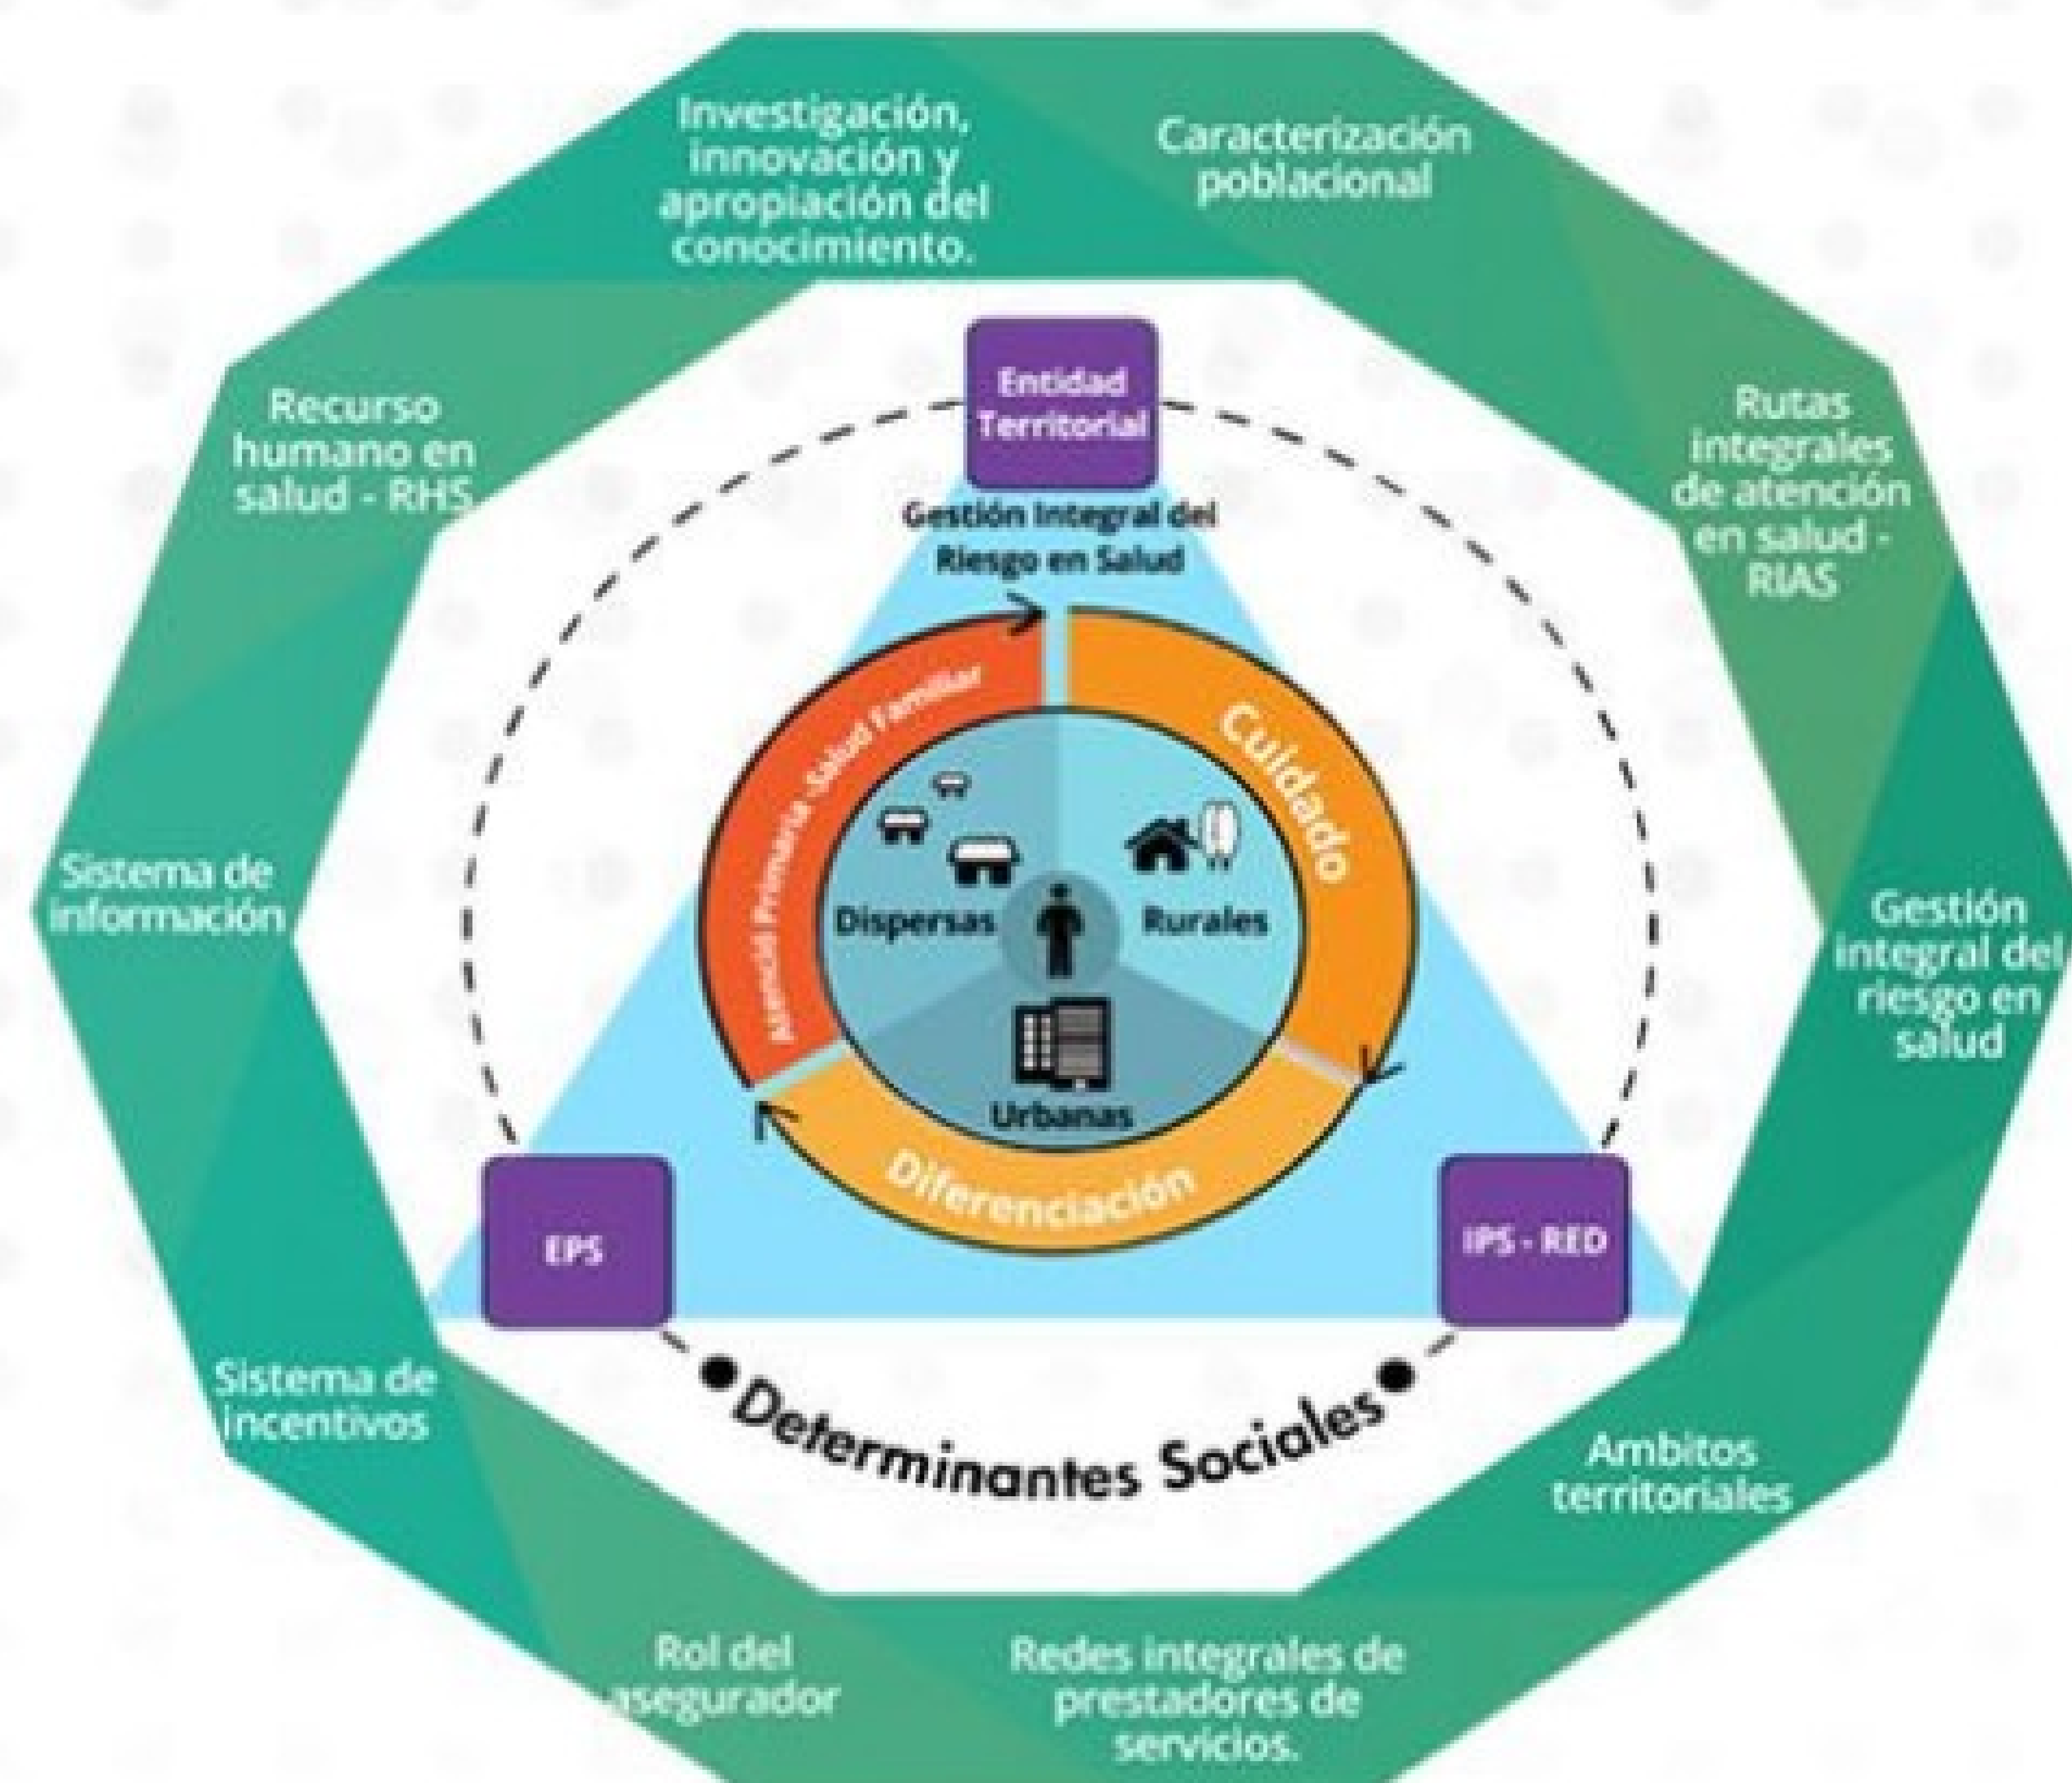 Investigación,
innovación y
apropiación del
conocimiento.
Caracterización
poblacional
Rutas
integrales
de atención
en salud -
RIAS
Gestión
integral del
riesgo en
salud
Ambitos
territoriales
Redes integrales de
prestadores de
servicios.
Rol del
asegurador
Sistema de
incentivos
Sistema de
información
Recurso
humano en
salud - RHS
Entidad
Territorial
Gestión Integral del
Riesgo en Salud
Atenció Primaria -Salud Familiar
Cuidado
Diferenciación
Dispersas
Rurales
Urbanas
EPS
IPS - RED
Determinantes Sociales